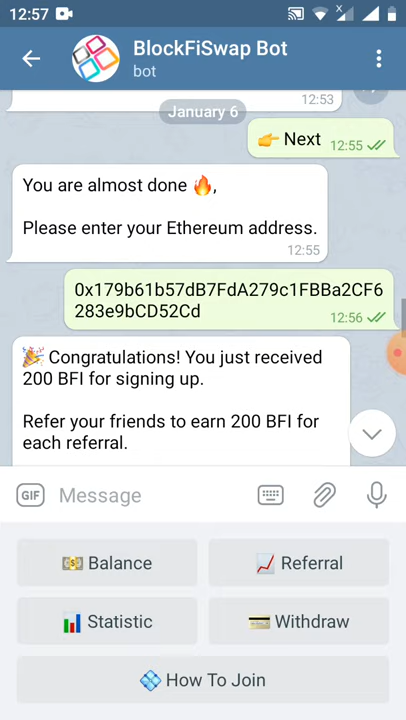 12:57
BlockFiSwap Bot
bot
12:53
January 6
👉 Next 12:55
You are almost done 🔥,
Please enter your Ethereum address.
12:55
0x179b61b57dB7FdA279c1FBBa2CF6
283e9bCD52Cd 12:56
🎉 Congratulations! You just received
200 BFI for signing up.
Refer your friends to earn 200 BFI for
each referral.
GIF Message
💵 Balance
📈 Referral
📊 Statistic
💳 Withdraw
💠 How To Join